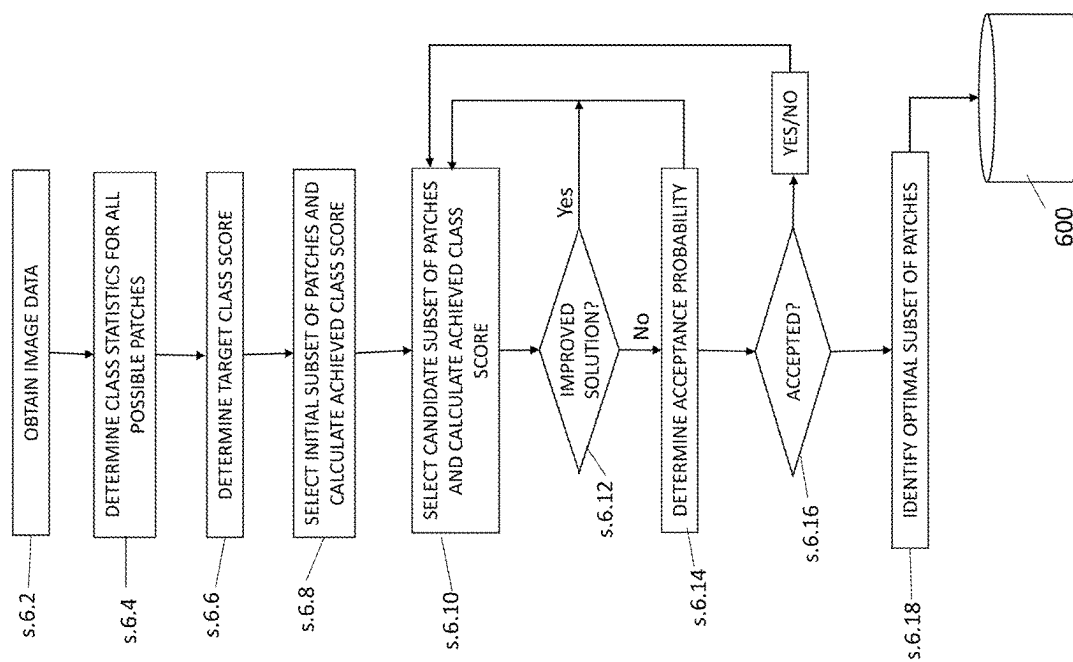 s.6.2
OBTAIN IMAGE DATA
s.6.4
DETERMINE CLASS STATISTICS FOR ALL
POSSIBLE PATCHES
s.6.6
DETERMINE TARGET CLASS SCORE
s.6.8
SELECT INITIAL SUBSET OF PATCHES AND
CALCULATE ACHIEVED CLASS SCORE
s.6.10
SELECT CANDIDATE SUBSET OF PATCHES
AND CALCULATE ACHIEVED CLASS
SCORE
s.6.12
IMPROVED
SOLUTION?
Yes
No
s.6.14
DETERMINE ACCEPTANCE PROBABILITY
s.6.16
ACCEPTED?
YES/NO
s.6.18
IDENTIFY OPTIMAL SUBSET OF PATCHES
600